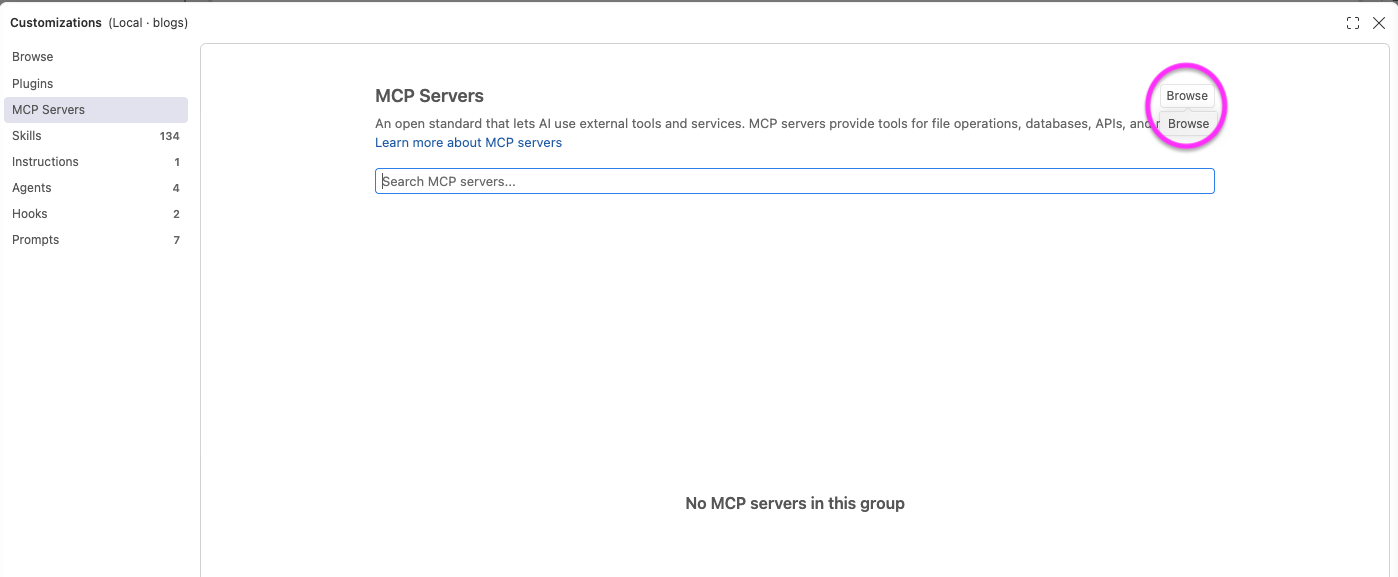 Customizations (Local · blogs)
Browse
Plugins
MCP Servers
Skills 134
Instructions 1
Agents 4
Hooks 2
Prompts 7
MCP Servers
Browse
An open standard that lets AI use external tools and services. MCP servers provide tools for file operations, databases, APIs, and
Browse
Learn more about MCP servers
Search MCP servers...
No MCP servers in this group